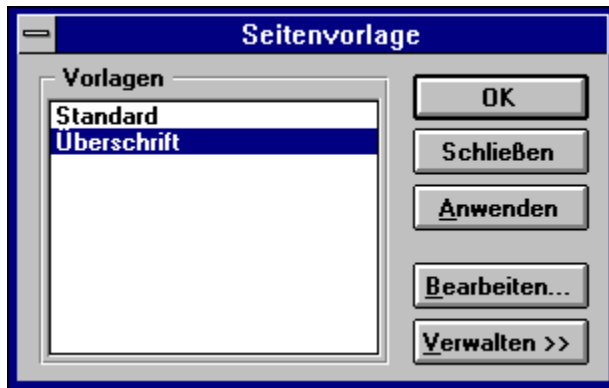 Seitenvorlage
Vorlagen
Standard
Überschrift
OK
Schließen
Anwenden
Bearbeiten...
Verwalten >>